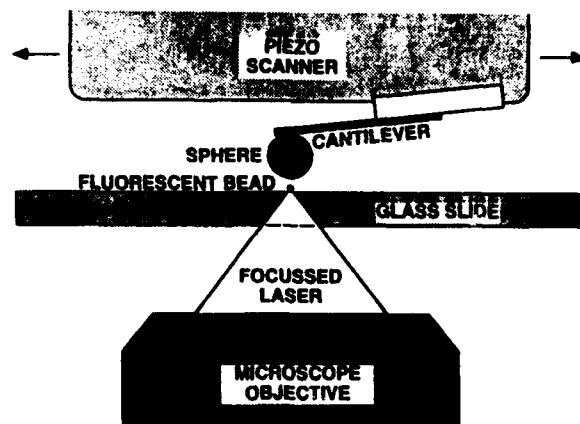 PIEZO
SCANNER
CANTILEVER
SPHERE
FLUORESCENT BEAD
GLASS SLIDE
FOCUSSED
LASER
MICROSCOPE
OBJECTIVE